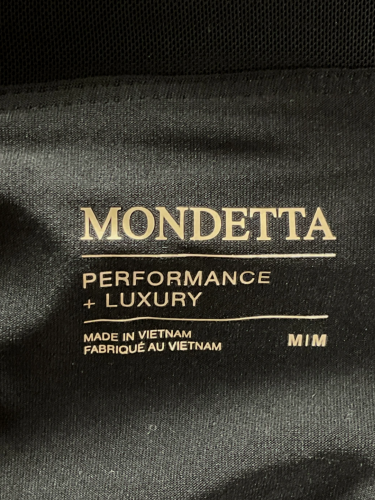 MONDETTA
PERFORMANCE
+ LUXURY
MADE IN VIETNAM
FABRIQUÉ AU VIETNAM
M/M